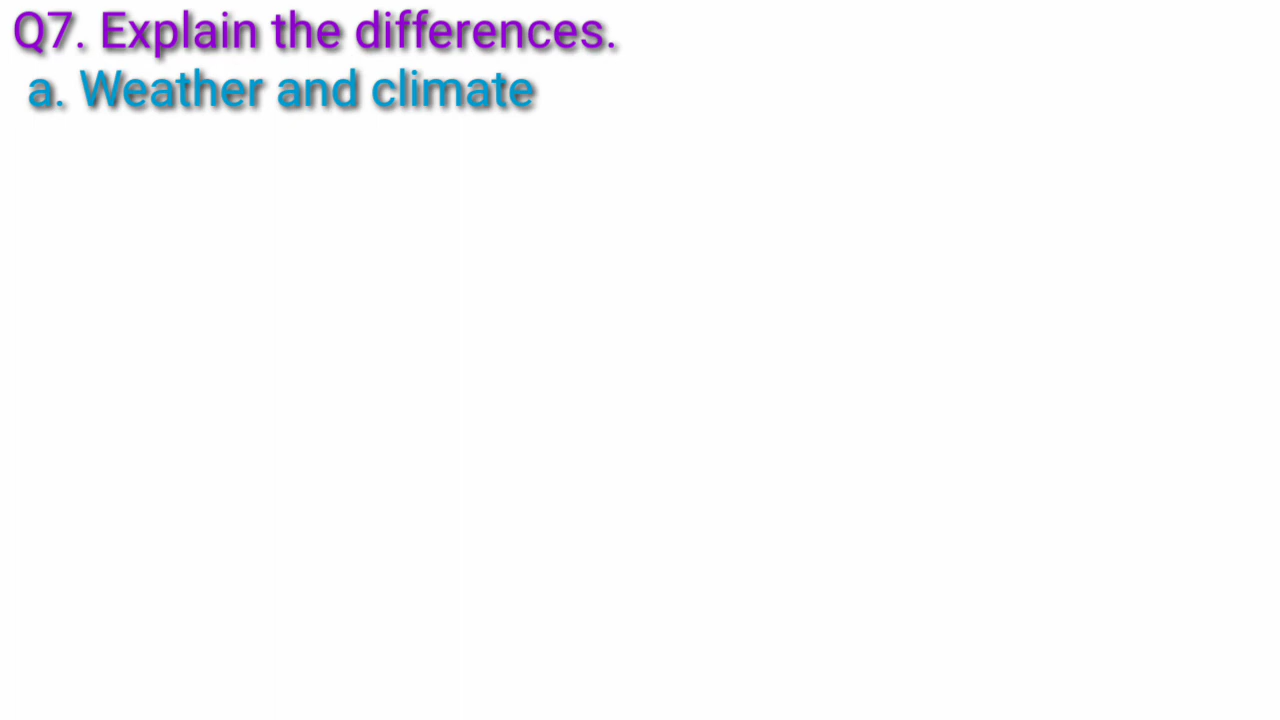 Q7. Explain the differences.
a. Weather and climate